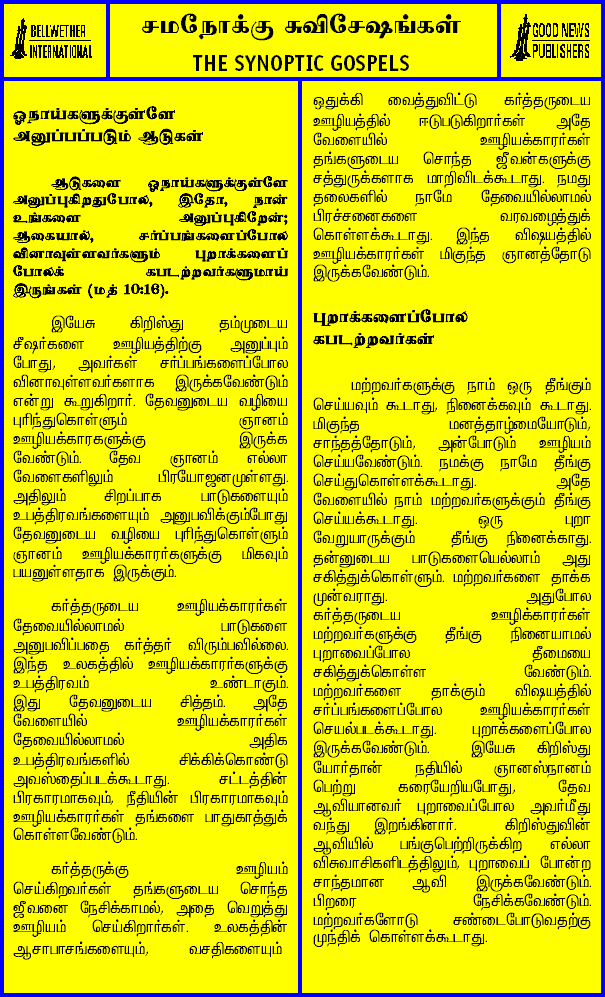 BELLWETHER
INTERNATIONAL
சமநோக்கு சுவிசேஷங்கள்
THE SYNOPTIC GOSPELS
GOOD NEWS
PUBLISHERS
ஓநாய்களுக்குள்ளே
அனுப்பப்படும் ஆடுகள்
ஆடுகளை ஓநாய்களுக்குள்ளே
அனுப்புகிறதுபோல, இதோ, நான்
உங்களை அனுப்புகிறேன்;
ஆகையால், சர்ப்பங்களைப்போல
வினாவுள்ளவர்களும் புறாக்களைப்
போலக் கபடற்றவர்களுமாய்
இருங்கள் (மத் 10:16).
இயேசு கிறிஸ்து தம்முடைய
சீஷர்களை ஊழியத்திற்கு அனுப்பும்
போது, அவர்கள் சர்ப்பங்களைப்போல
வினாவுள்ளவர்களாக இருக்கவேண்டும்
என்று கூறுகிறார். தேவனுடைய வழியை
புரிந்துகொள்ளும் ஞானம்
ஊழியக்காரகளுக்கு இருக்க
வேண்டும். தேவ ஞானம் எல்லா
வேளைகளிலும் பிரயோஜனமுள்ளது.
அதிலும் சிறப்பாக பாடுகளையும்
உபத்திரவங்களையும் அனுபவிக்கும்போது
தேவனுடைய வழியை புரிந்துகொள்ளும்
ஞானம் ஊழியக்காரர்களுக்கு மிகவும்
பயனுள்ளதாக இருக்கும்.
கர்த்தருடைய ஊழியக்காரர்கள்
தேவையில்லாமல் பாடுகளை
அனுபவிப்பதை கர்த்தர் விரும்பவில்லை.
இந்த உலகத்தில் ஊழியக்காரர்களுக்கு
உபத்திரவம் உண்டாகும்.
இது தேவனுடைய சித்தம். அதே
வேளையில் ஊழியக்காரர்கள்
தேவையில்லாமல் அதிக
உபத்திரவங்களில் சிக்கிக்கொண்டு
அவஸ்தைப்படக்கூடாது. சட்டத்தின்
பிரகாரமாகவும், நீதியின் பிரகாரமாகவும்
ஊழியக்காரர்கள் தங்களை பாதுகாத்துக்
கொள்ளவேண்டும்.
கர்த்தருக்கு ஊழியம்
செய்கிறவர்கள் தங்களுடைய சொந்த
ஜீவனை நேசிக்காமல், அதை வெறுத்து
ஊழியம் செய்கிறார்கள். உலகத்தின்
ஆசாபாசங்களையும், வசதிகளையும்
ஒதுக்கி வைத்துவிட்டு கர்த்தருடைய
ஊழியத்தில் ஈடுபடுகிறார்கள் அதே
வேளையில் ஊழியக்காரர்கள்
தங்களுடைய சொந்த ஜீவன்களுக்கு
சத்துருக்களாக மாறிவிடக்கூடாது. நமது
தலைகளில் நாமே தேவையில்லாமல்
பிரச்சனைகளை வரவழைத்துக்
கொள்ளக்கூடாது. இந்த விஷயத்தில்
ஊழியக்காரர்கள் மிகுந்த ஞானத்தோடு
இருக்கவேண்டும்.
புறாக்களைப்போல
கபடற்றவர்கள்
மற்றவர்களுக்கு நாம் ஒரு தீங்கும்
செய்யவும் கூடாது, நினைக்கவும் கூடாது.
மிகுந்த மனத்தாழ்மையோடும்,
சாந்தத்தோடும், அன்போடும் ஊழியம்
செய்யவேண்டும். நமக்கு நாமே தீங்கு
செய்துகொள்ளக்கூடாது. அதே
வேளையில் நாம் மற்றவர்களுக்கும் தீங்கு
செய்யக்கூடாது. ஒரு புறா
வேறுயாருக்கும் தீங்கு நினைக்காது.
தன்னுடைய பாடுகளையெல்லாம் அது
சகித்துக்கொள்ளும். மற்றவர்களை தாக்க
முன்வராது. அதுபோல
கர்த்தருடைய ஊழிக்காரர்கள்
மற்றவர்களுக்கு தீங்கு நினையாமல்
புறாவைப்போல தீமையை
சகித்துக்கொள்ள வேண்டும்.
மற்றவர்களை தாக்கும் விஷயத்தில்
சர்ப்பங்களைப்போல ஊழியக்காரர்கள்
செயல்படக்கூடாது. புறாக்களைப்போல
இருக்கவேண்டும். இயேசு கிறிஸ்து
யோர்தான் நதியில் ஞானஸ்நானம்
பெற்று கரையேறியபோது, தேவ
ஆவியானவர் புறாவைப்போல அவர்மீது
வந்து இறங்கினார். கிறிஸ்துவின்
ஆவியில் பங்குபெற்றிருக்கிற எல்லா
விசுவாசிகளிடத்திலும், புறாவைப் போன்ற
சாந்தமான ஆவி இருக்கவேண்டும்.
பிறரை நேசிக்கவேண்டும்.
மற்றவர்களோடு சண்டைபோடுவதற்கு
முந்திக் கொள்ளக்கூடாது.